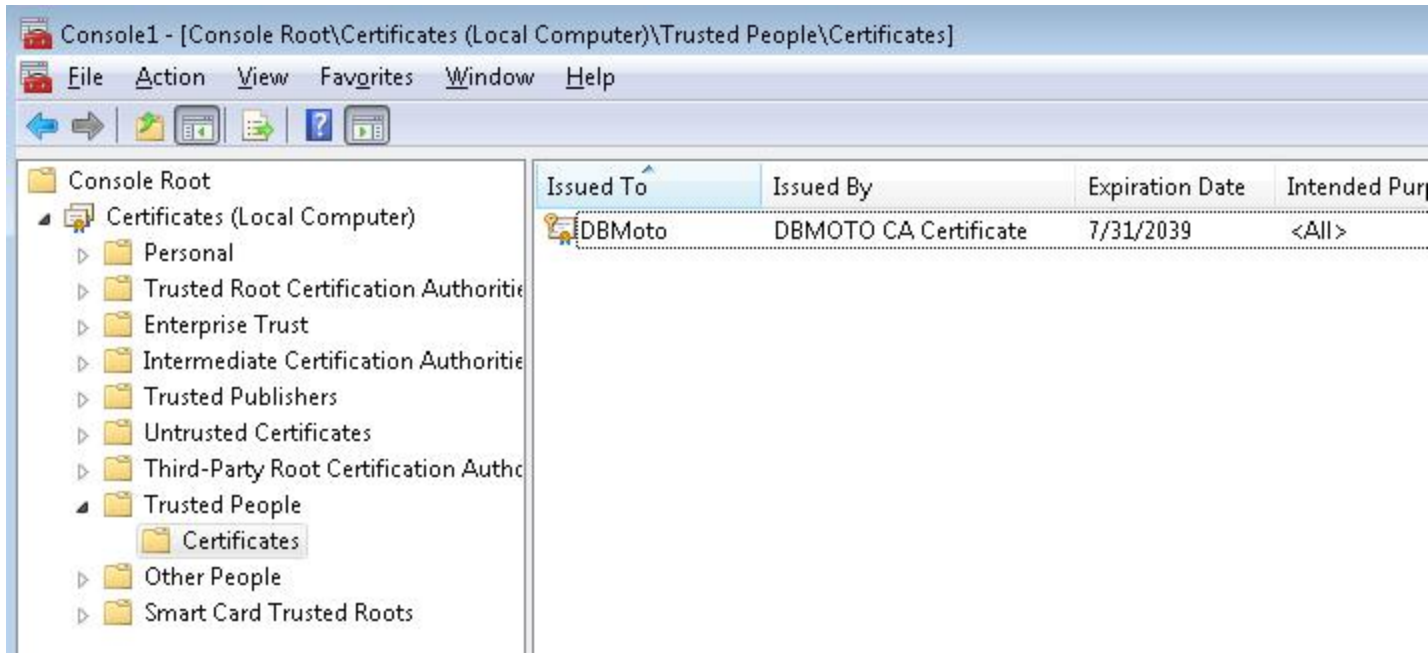 Console1 - [Console Root\Certificates (Local Computer)\Trusted People\Certificates]
File Action View Favorites Window Help
Console Root
Certificates (Local Computer)
Personal
Trusted Root Certification Authoritie
Enterprise Trust
Intermediate Certification Authoritie
Trusted Publishers
Untrusted Certificates
Third-Party Root Certification Autho
Trusted People
Certificates
Other People
Smart Card Trusted Roots
Issued To Issued By Expiration Date Intended Purp
DBMoto DBMOTO CA Certificate 7/31/2039 <All>